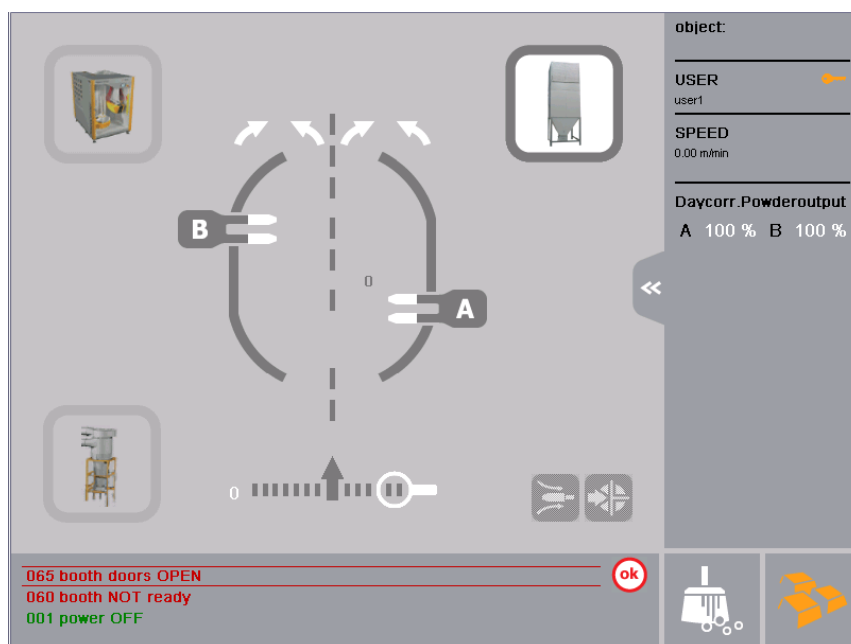 object:
USER
user1
SPEED
0.00 m/min
Daycorr.Powderoutput
A 100 % B 100 %
B
0
A
0
065 booth doors OPEN
ok
060 booth NOT ready
001 power OFF